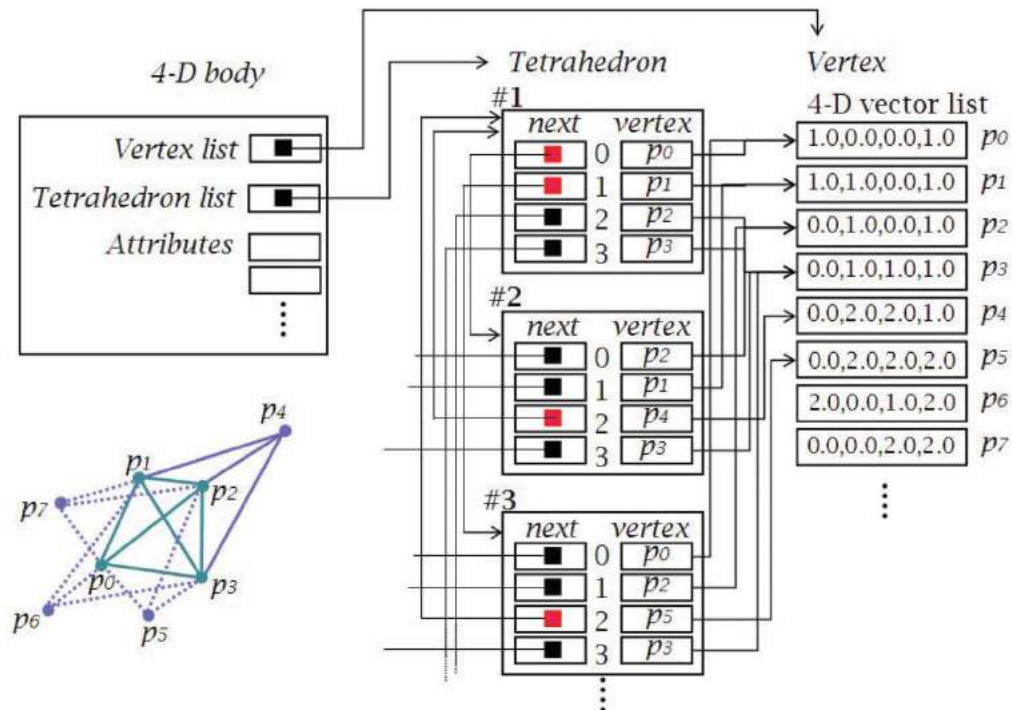 4-D body
Vertex list
Tetrahedron list
Attributes
Tetrahedron
#1
next vertex
0 p0
1 p1
2 p2
3 p3
#2
next vertex
0 p2
1 p1
2 p4
3 p3
#3
next vertex
0 p0
1 p2
2 p5
3 p3
Vertex
4-D vector list
1.0,0.0,0.0,1.0 p0
1.0,1.0,0.0,1.0 p1
0.0,1.0,0.0,1.0 p2
0.0,1.0,1.0,1.0 p3
0.0,2.0,2.0,1.0 p4
0.0,2.0,2.0,2.0 p5
2.0,0.0,1.0,2.0 p6
0.0,0.0,2.0,2.0 p7
p4
p1
p2
p7
p0
p3
p6
p5